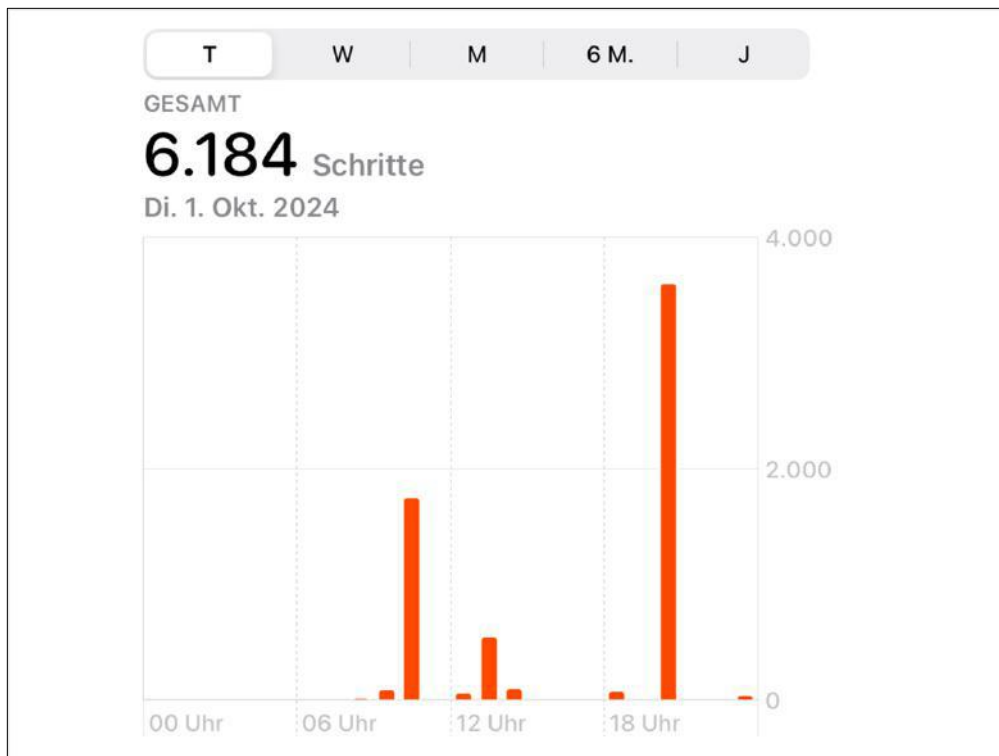 T W M 6 M. J
GESAMT
6.184 Schritte
Di. 1. Okt. 2024
4.000
2.000
0
00 Uhr 06 Uhr 12 Uhr 18 Uhr